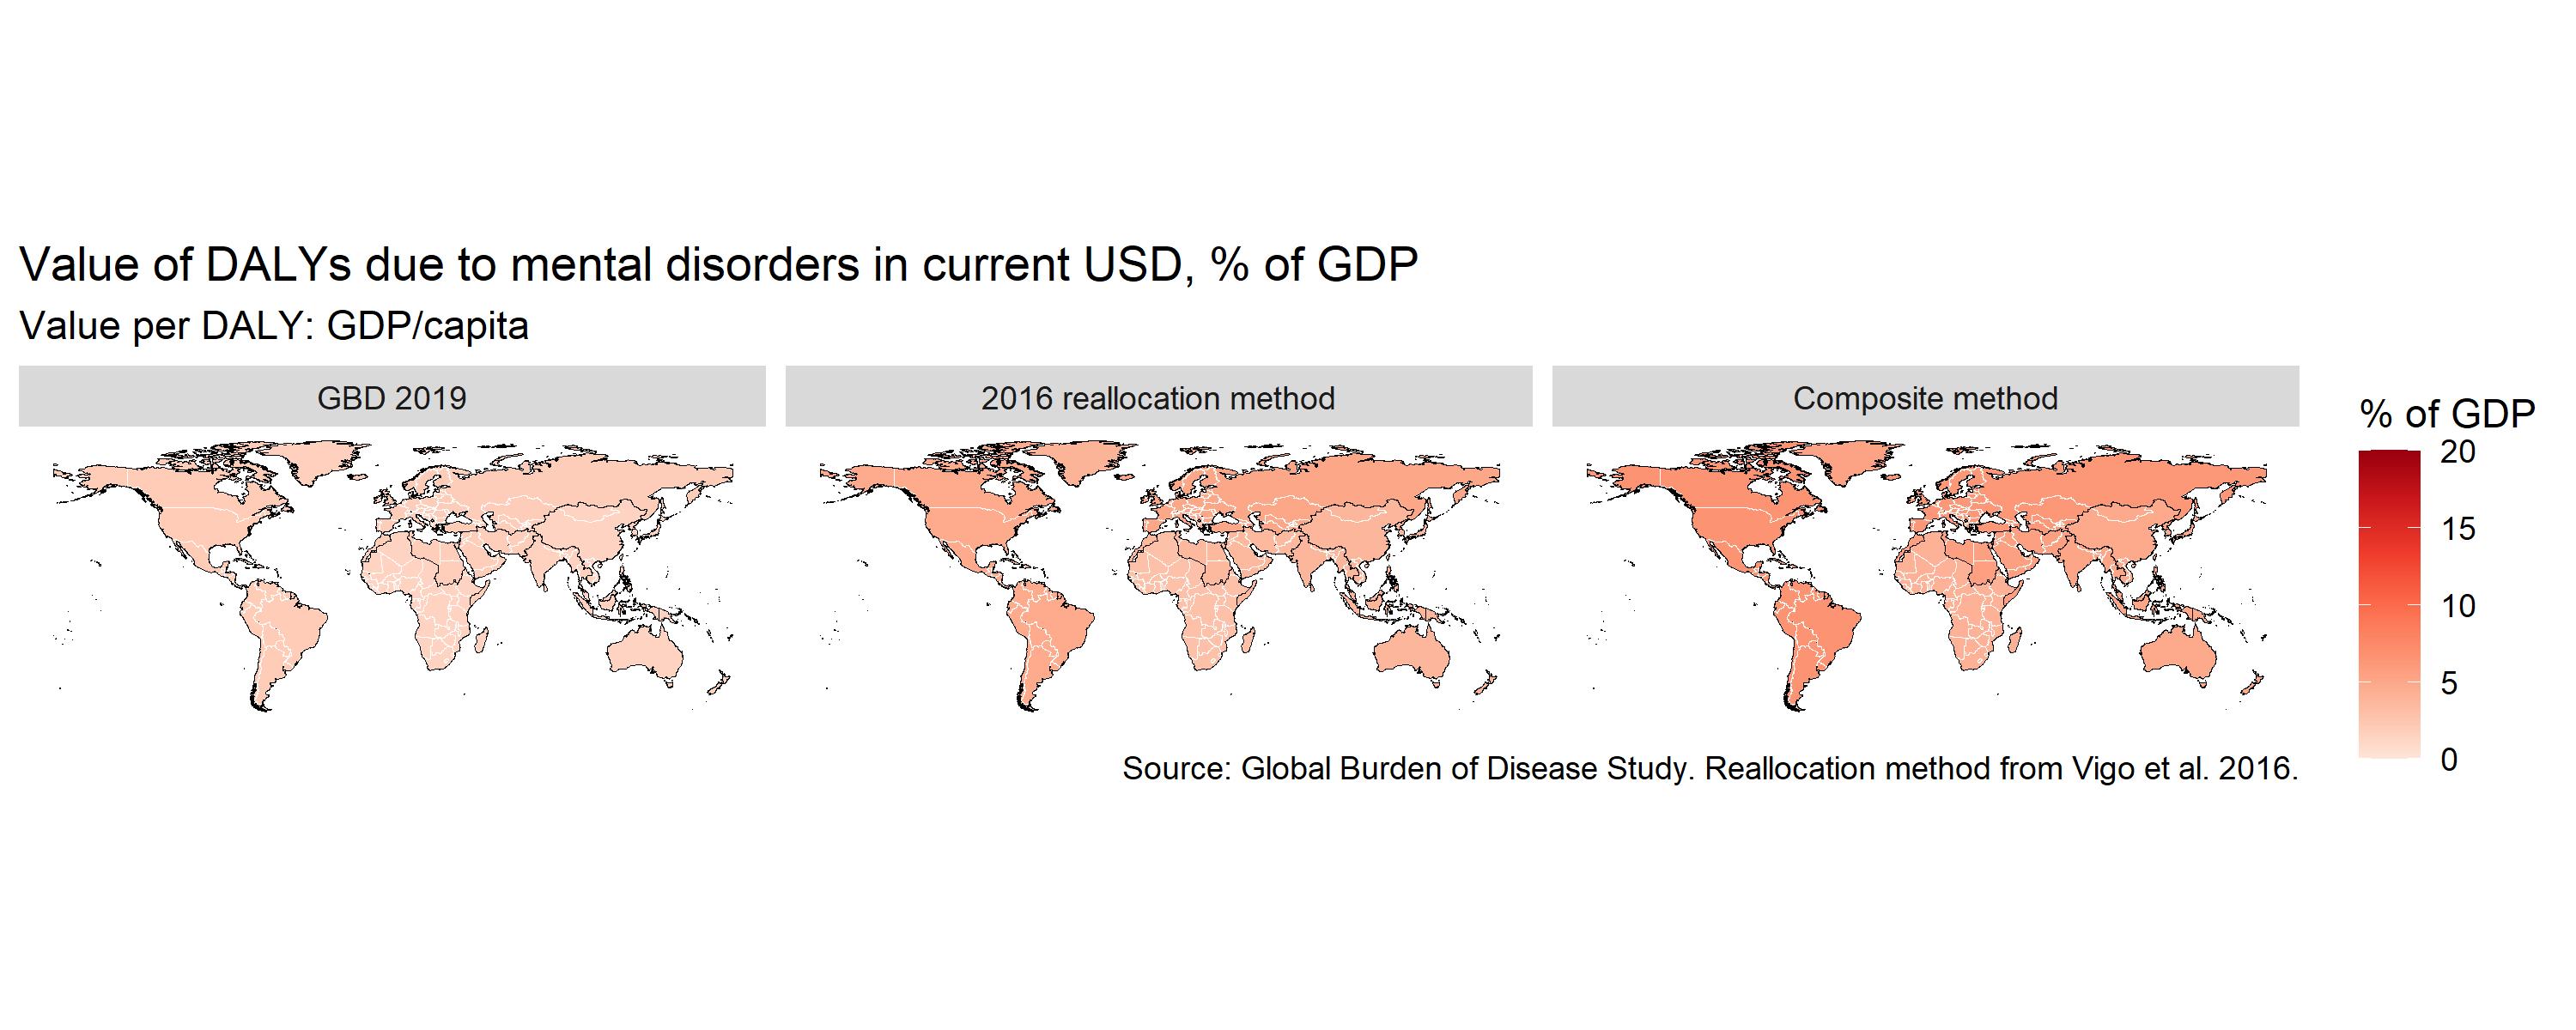 Value of DALYs due to mental disorders in current USD, % of GDP
Value per DALY: GDP/capita
GBD 2019
2016 reallocation method
Composite method
% of GDP
20
15
10
5
0
Source: Global Burden of Disease Study. Reallocation method from Vigo et al. 2016.